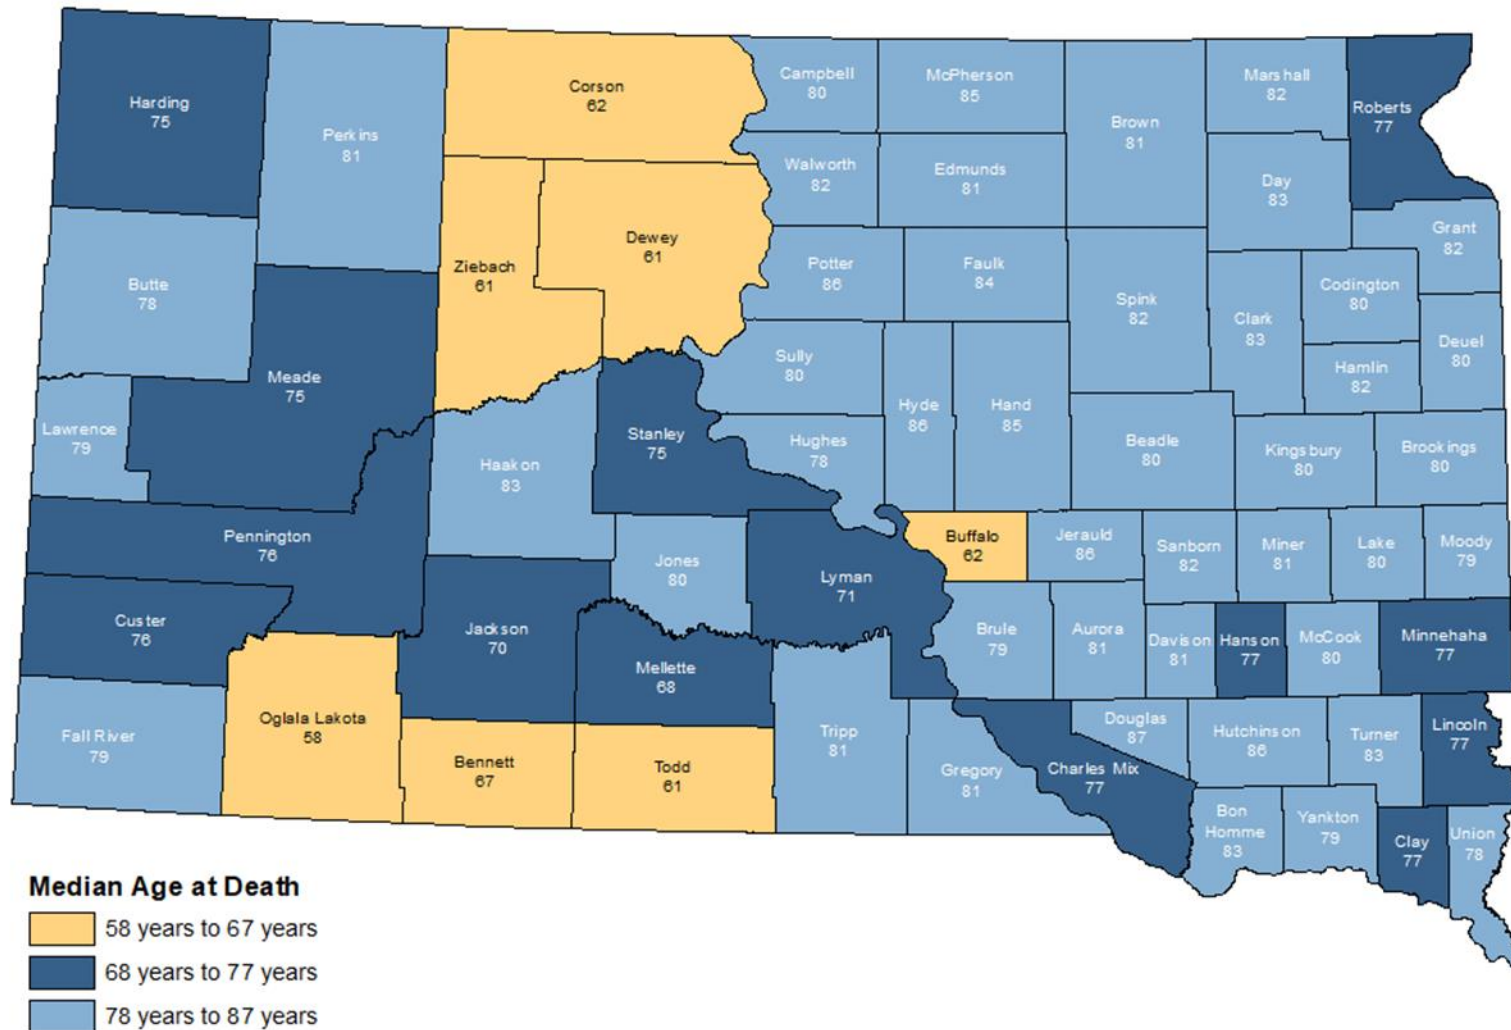 Harding
75
Perkins
81
Corson
62
Campbell
80
McPherson
85
Brown
81
Marshall
82
Roberts
77
Walworth
82
Edmunds
81
Day
83
Grant
82
Butte
78
Ziebach
61
Dewey
61
Potter
86
Faulk
84
Spink
82
Clark
83
Codington
80
Deuel
80
Hamlin
82
Meade
75
Sully
80
Hyde
86
Hand
85
Lawrence
79
Haakon
83
Stanley
75
Hughes
78
Beadle
80
Kingsbury
80
Brookings
80
Pennington
76
Jones
80
Lyman
71
Buffalo
62
Jerauld
86
Sanborn
82
Miner
81
Lake
80
Moody
79
Custer
76
Jackson
70
Mellette
68
Brule
79
Aurora
81
Davison
81
Hanson
77
McCook
80
Minnehaha
77
Fall River
79
Oglala Lakota
58
Bennett
67
Todd
61
Tripp
81
Gregory
81
Charles Mix
77
Douglas
87
Hutchinson
86
Turner
83
Lincoln
77
Bon
Homme
83
Yankton
79
Clay
77
Union
78
Median Age at Death
58 years to 67 years
68 years to 77 years
78 years to 87 years